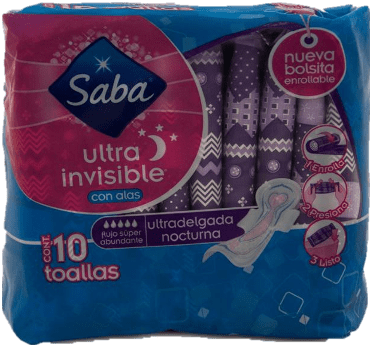 Saba
nueva
bolsita
enrollable
ultra
invisible
con alas
1 Enrolla
2 Presiona
3 Listo
ultradelgada
nocturna
flujo súper
abundante
CONT.
10
toallas